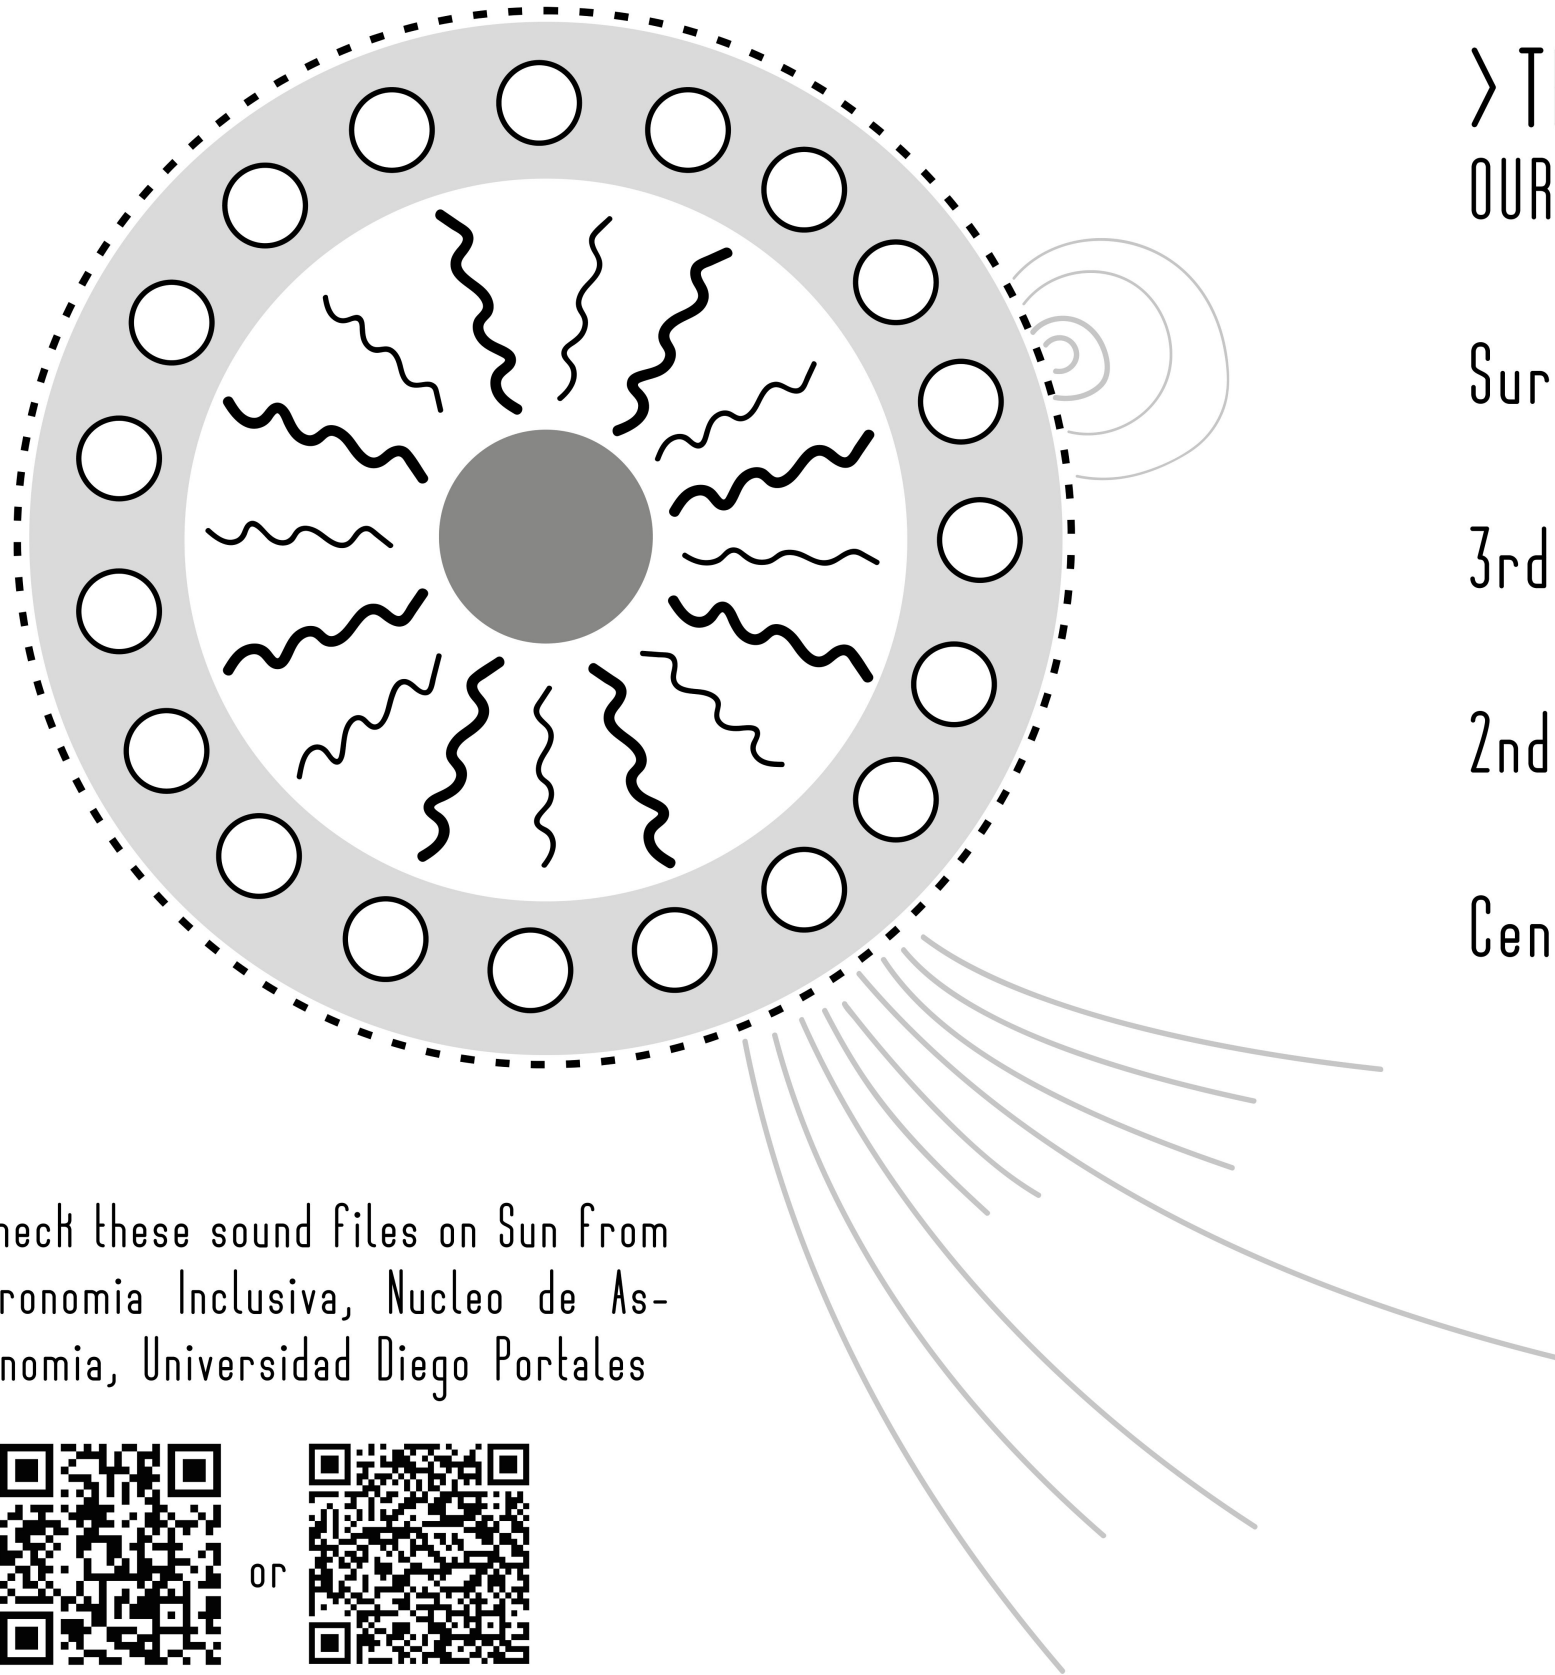 >T
OUR
Sur
3rd
2nd
Cen
heck these sound files on Sun from
ronomia Inclusiva, Nucleo de As-
nomia, Universidad Diego Portales
or